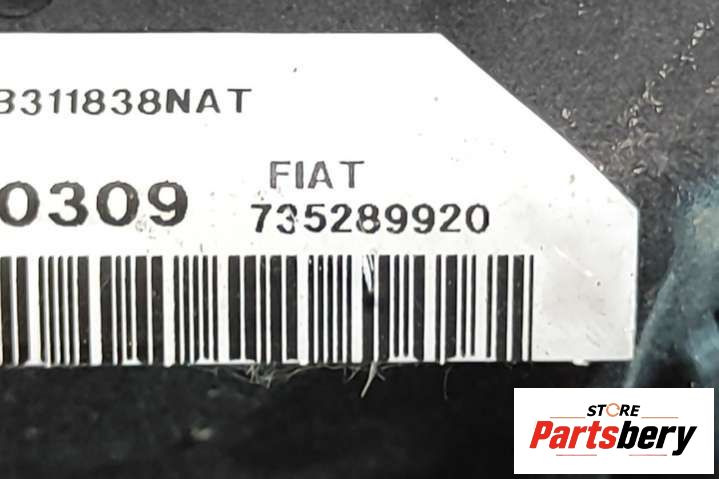 B311838NAT
FIAT
0309 735289920
STORE
Partsbery